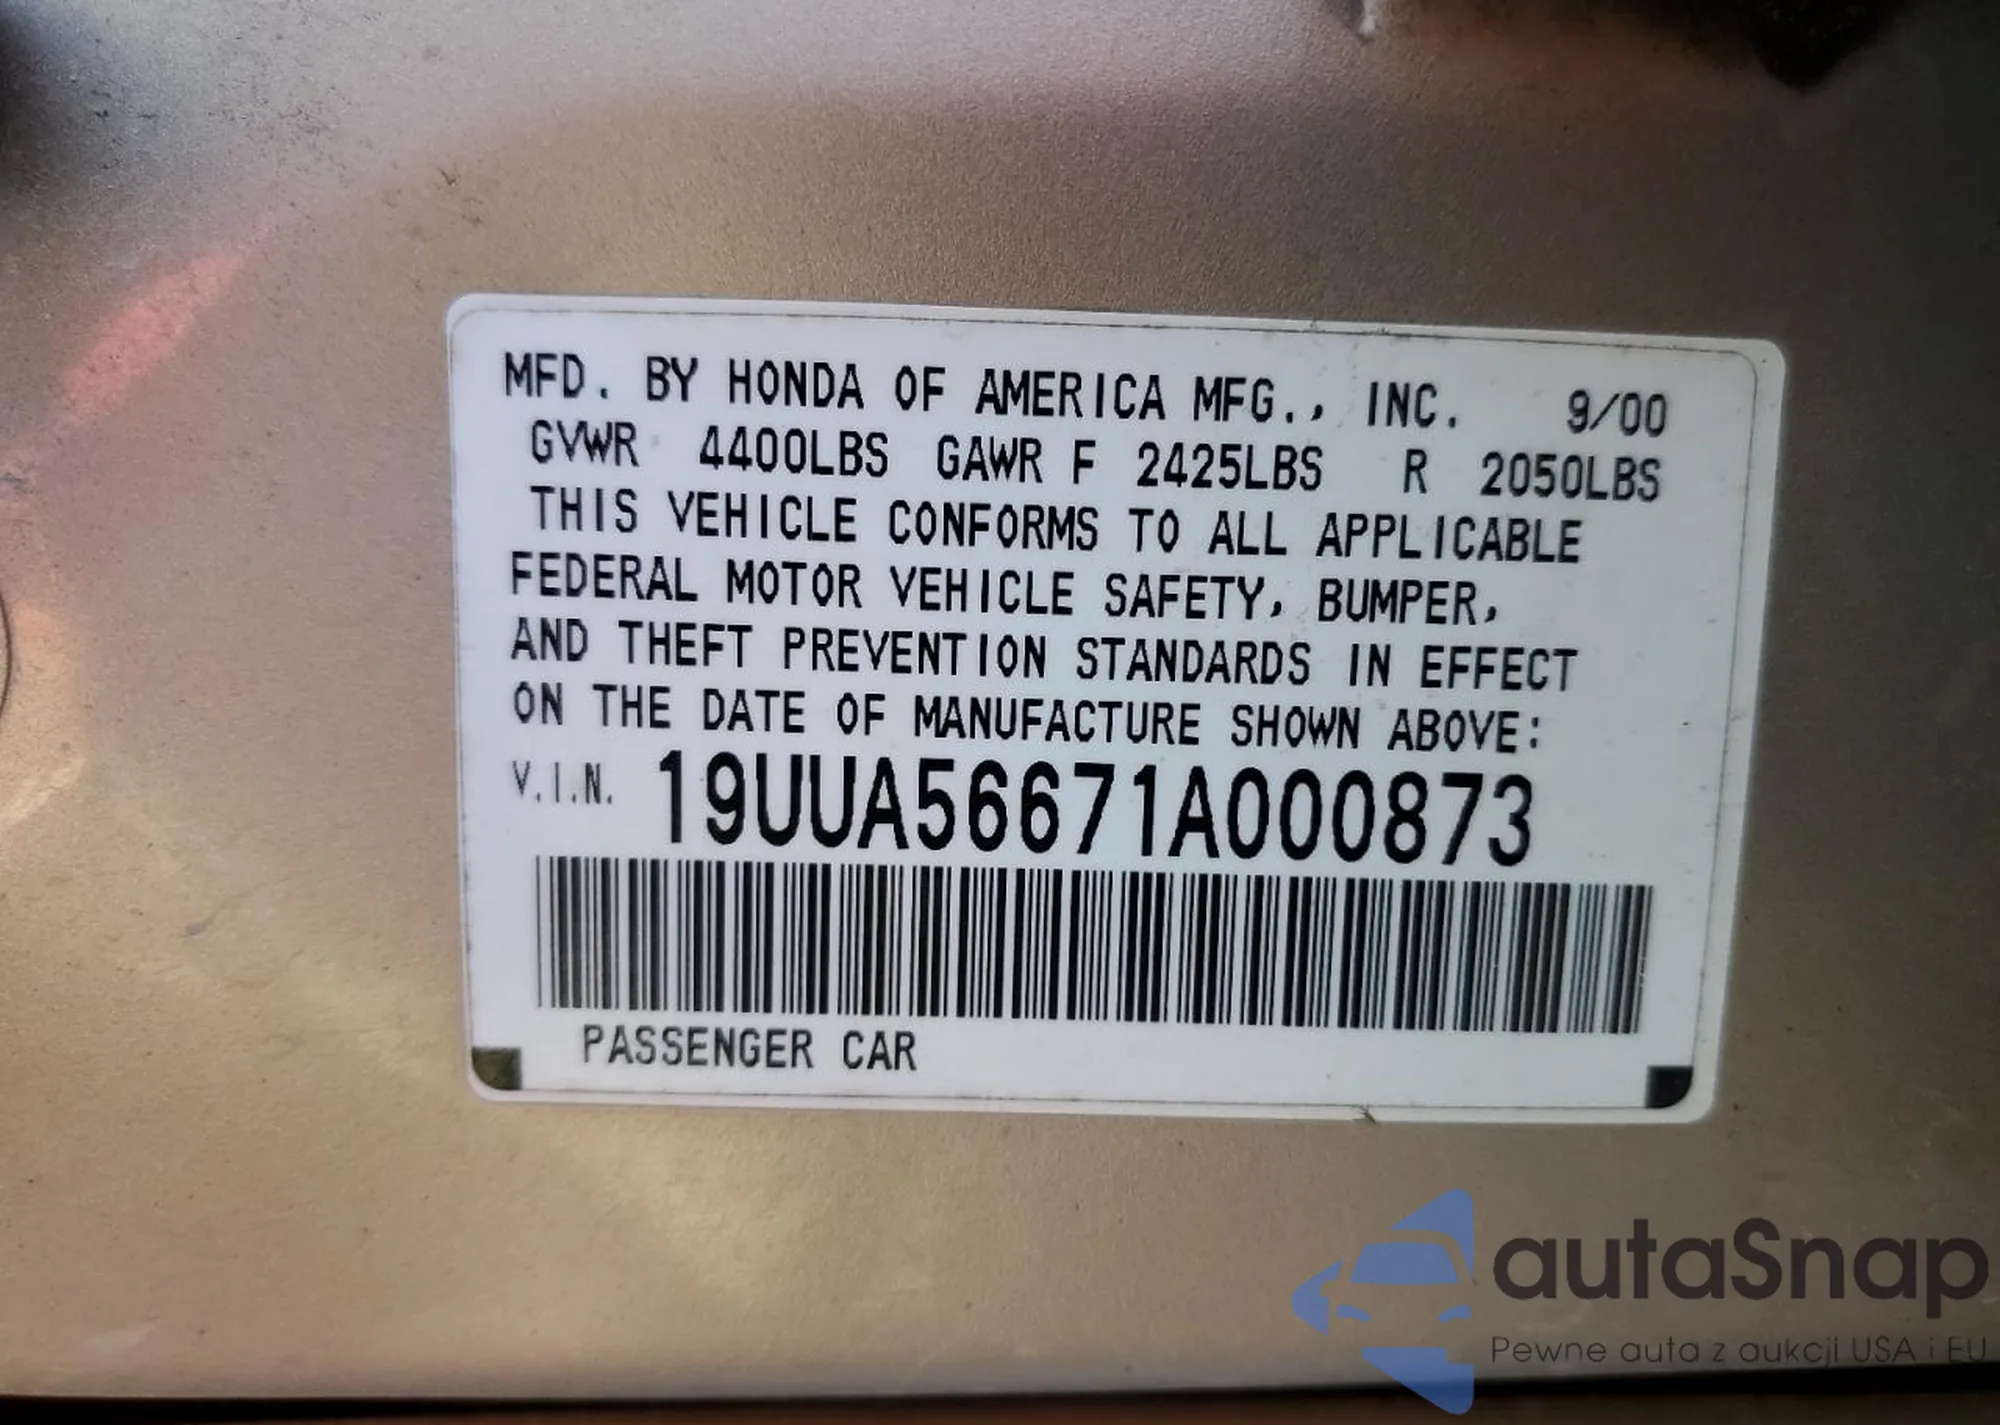 MFD. BY HONDA OF AMERICA MFG., INC. 9/00
GVWR 4400LBS GAWR F 2425LBS R 2050LBS
THIS VEHICLE CONFORMS TO ALL APPLICABLE
FEDERAL MOTOR VEHICLE SAFETY, BUMPER,
AND THEFT PREVENTION STANDARDS IN EFFECT
ON THE DATE OF MANUFACTURE SHOWN ABOVE:
V.I.N. 19UUA56671A000873
PASSENGER CAR
autaSnap
Pewne auta z aukcji USA i EU